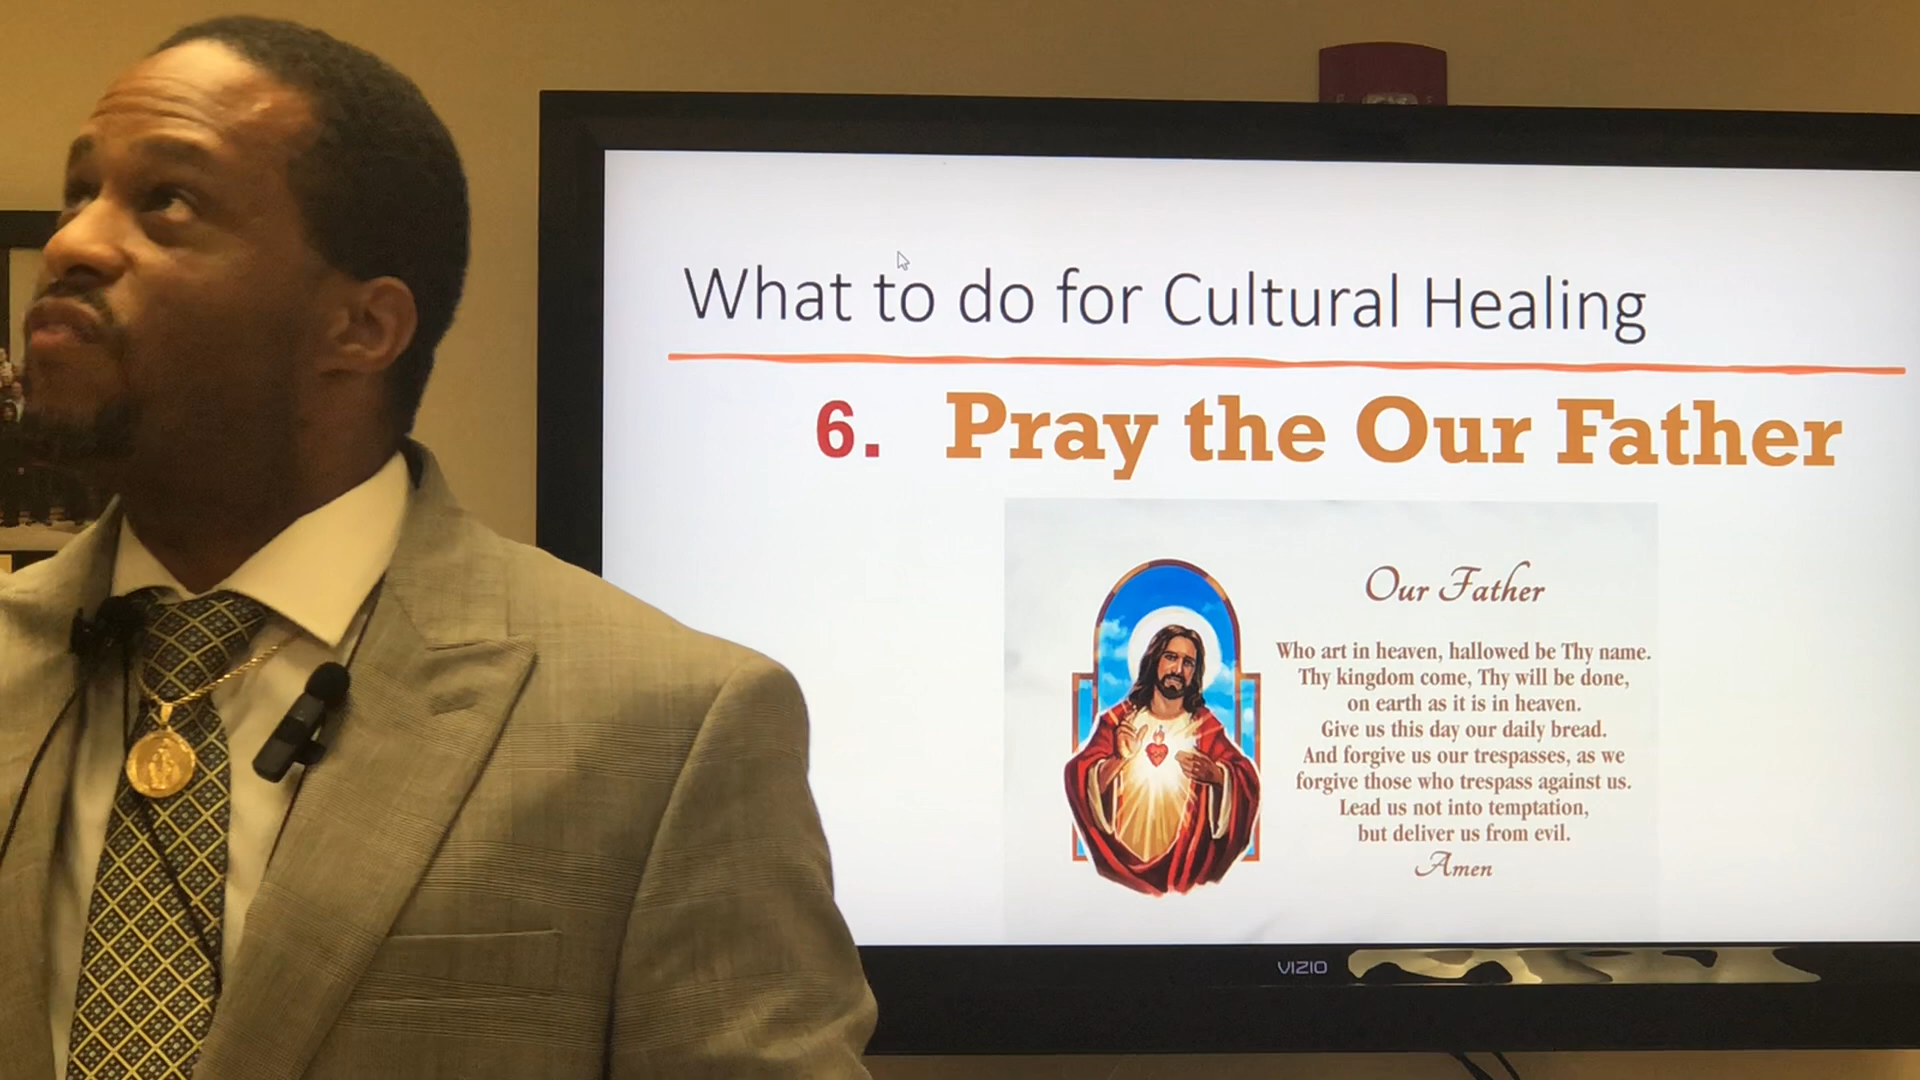 What to do for Cultural Healing
6. Pray the Our Father
Our Father
Who art in heaven, hallowed be Thy name.
Thy kingdom come, Thy will be done,
on earth as it is in heaven.
Give us this day our daily bread.
And forgive us our trespasses, as we
forgive those who trespass against us.
Lead us not into temptation,
but deliver us from evil.
Amen
VIZIO